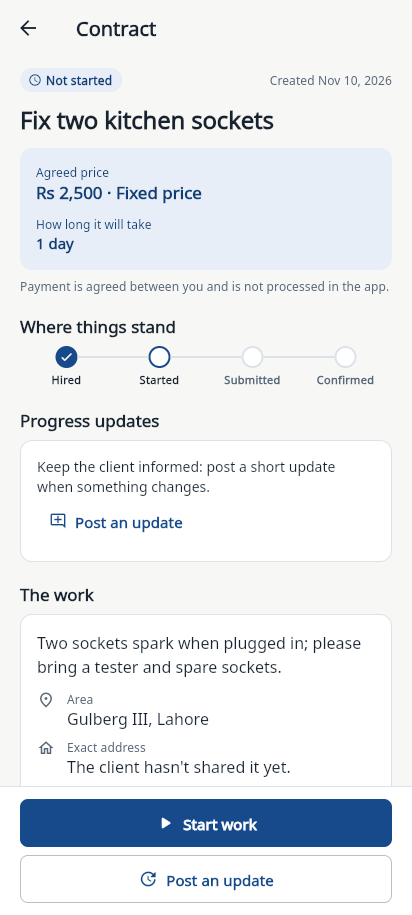 Contract
Not started
Created Nov 10, 2026
Fix two kitchen sockets
Agreed price
Rs 2,500 · Fixed price
How long it will take
1 day
Payment is agreed between you and is not processed in the app.
Where things stand
Hired
Started
Submitted
Confirmed
Progress updates
Keep the client informed: post a short update
when something changes.
Post an update
The work
Two sockets spark when plugged in; please
bring a tester and spare sockets.
Area
Gulberg III, Lahore
Exact address
The client hasn't shared it yet.
Start work
Post an update